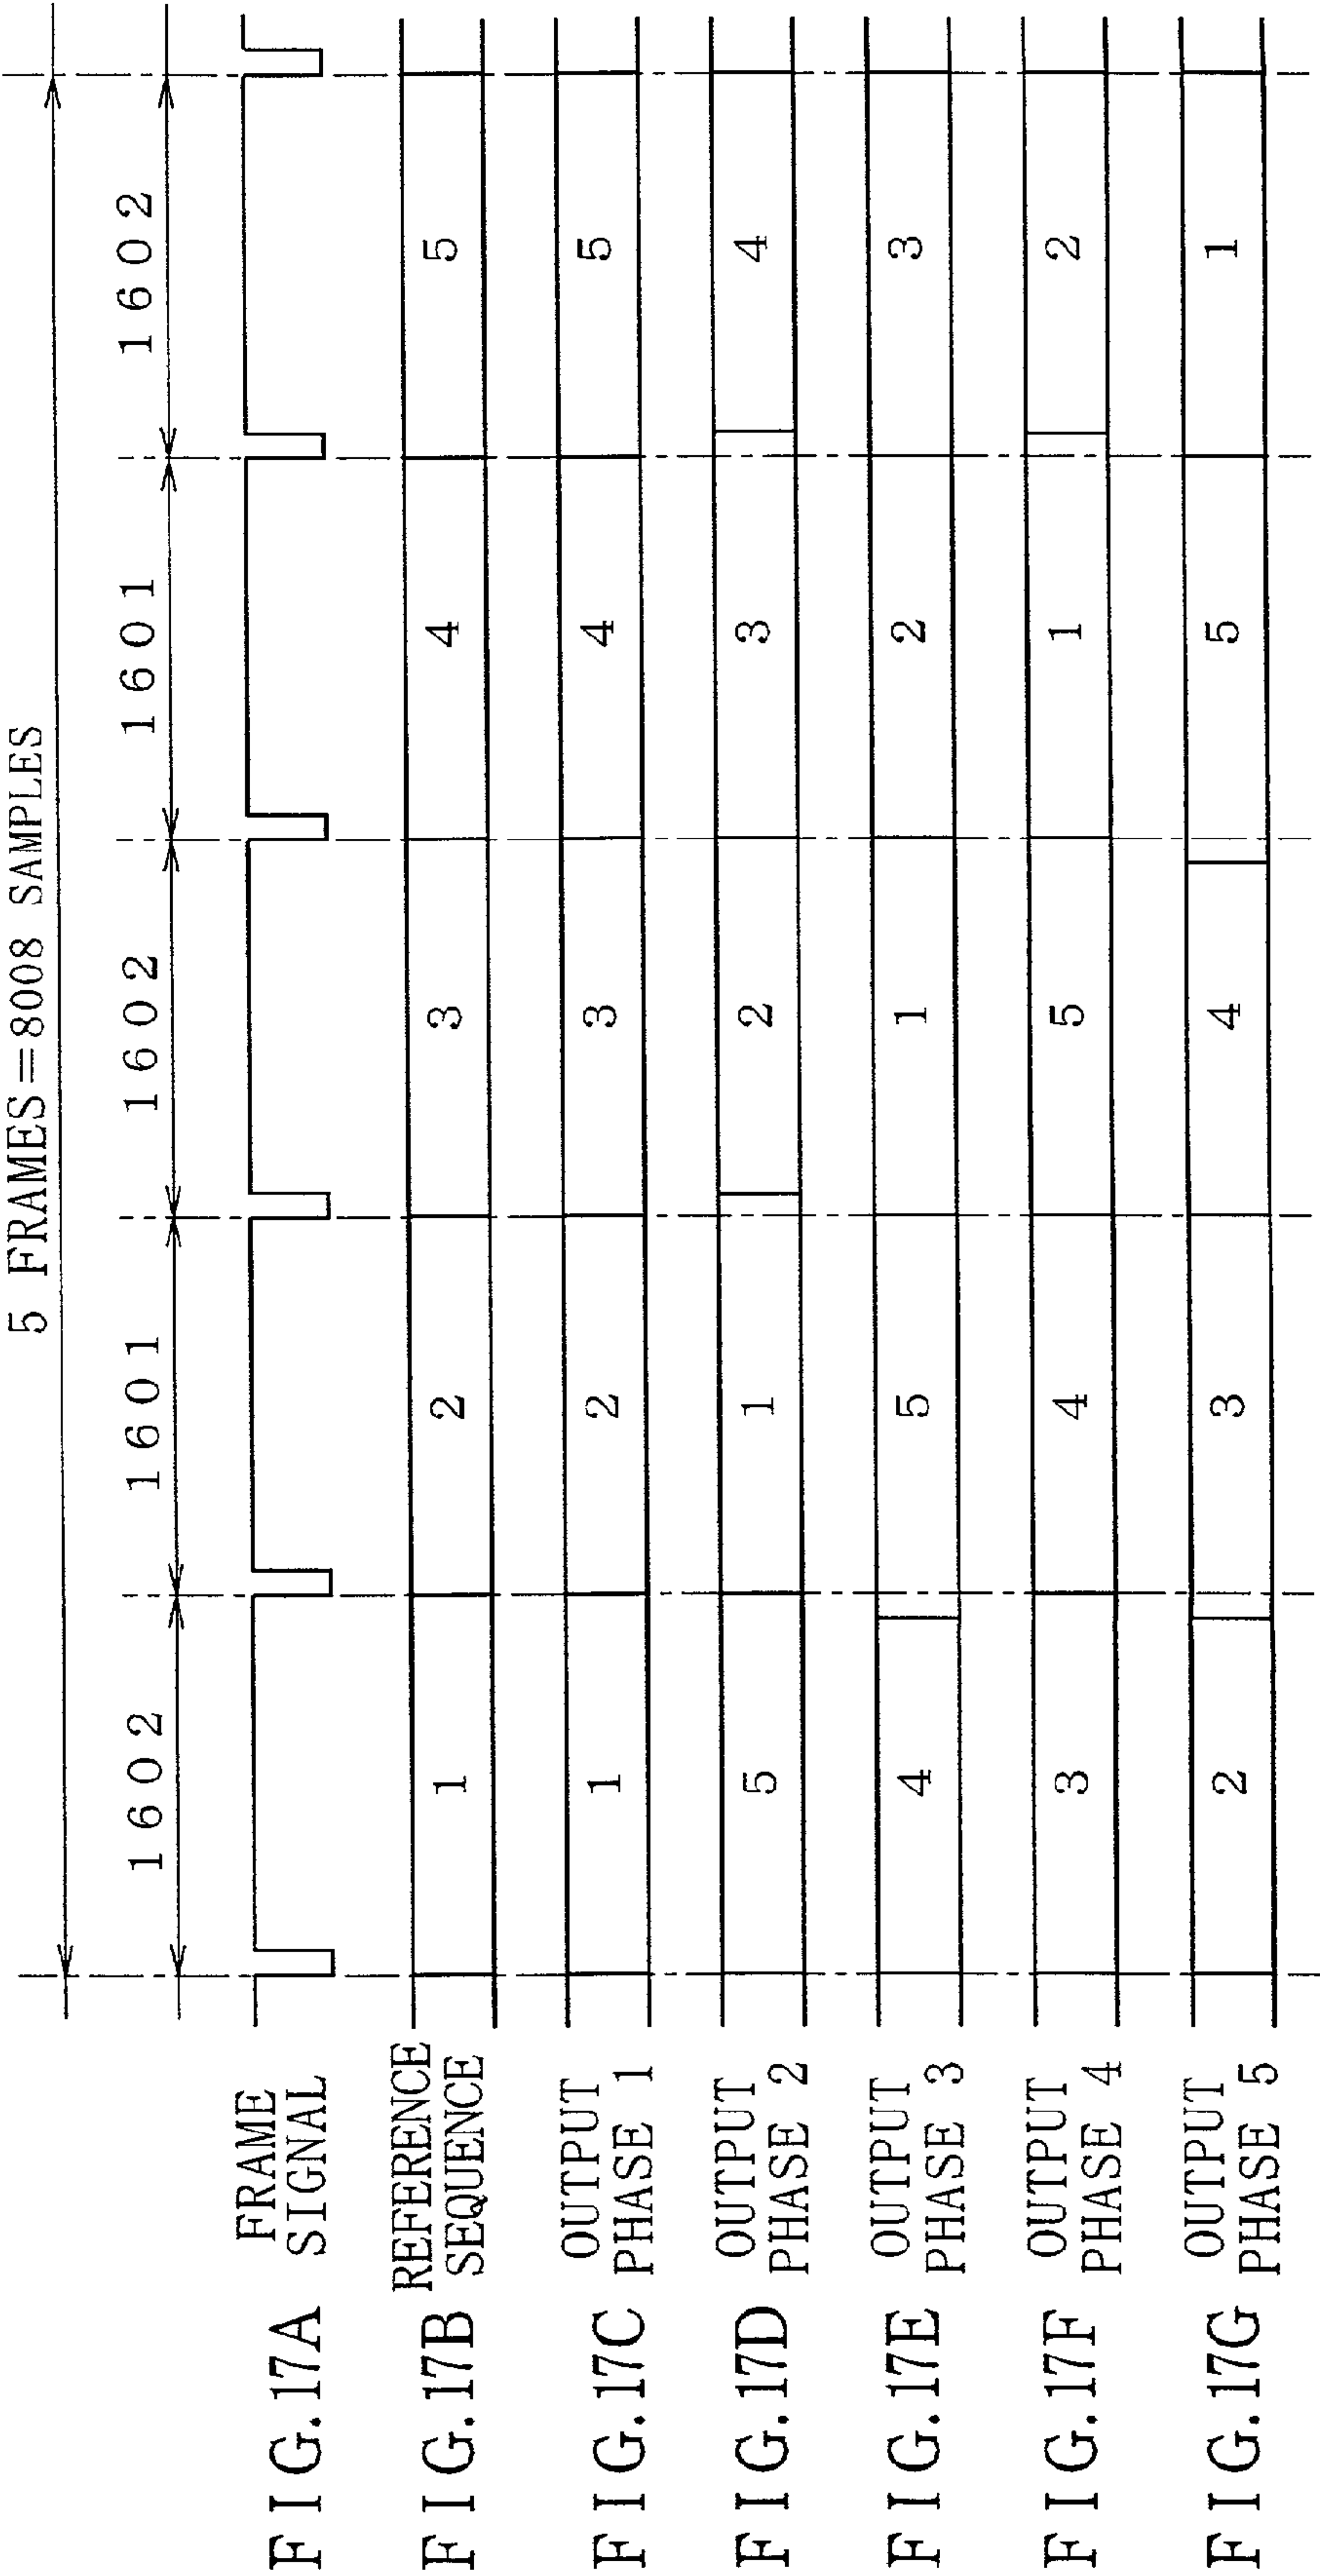 5 FRAMES=8008 SAMPLES
1602 1601 1602 1601 1602
FIG.17A FRAME
SIGNAL
FIG.17B REFERENCE
SEQUENCE
1 2 3 4 5
FIG.17C OUTPUT
PHASE 1
1 2 3 4 5
FIG.17D OUTPUT
PHASE 2
5 1 2 3 4
FIG.17E OUTPUT
PHASE 3
4 5 1 2 3
FIG.17F OUTPUT
PHASE 4
3 4 5 1 2
FIG.17G OUTPUT
PHASE 5
2 3 4 5 1